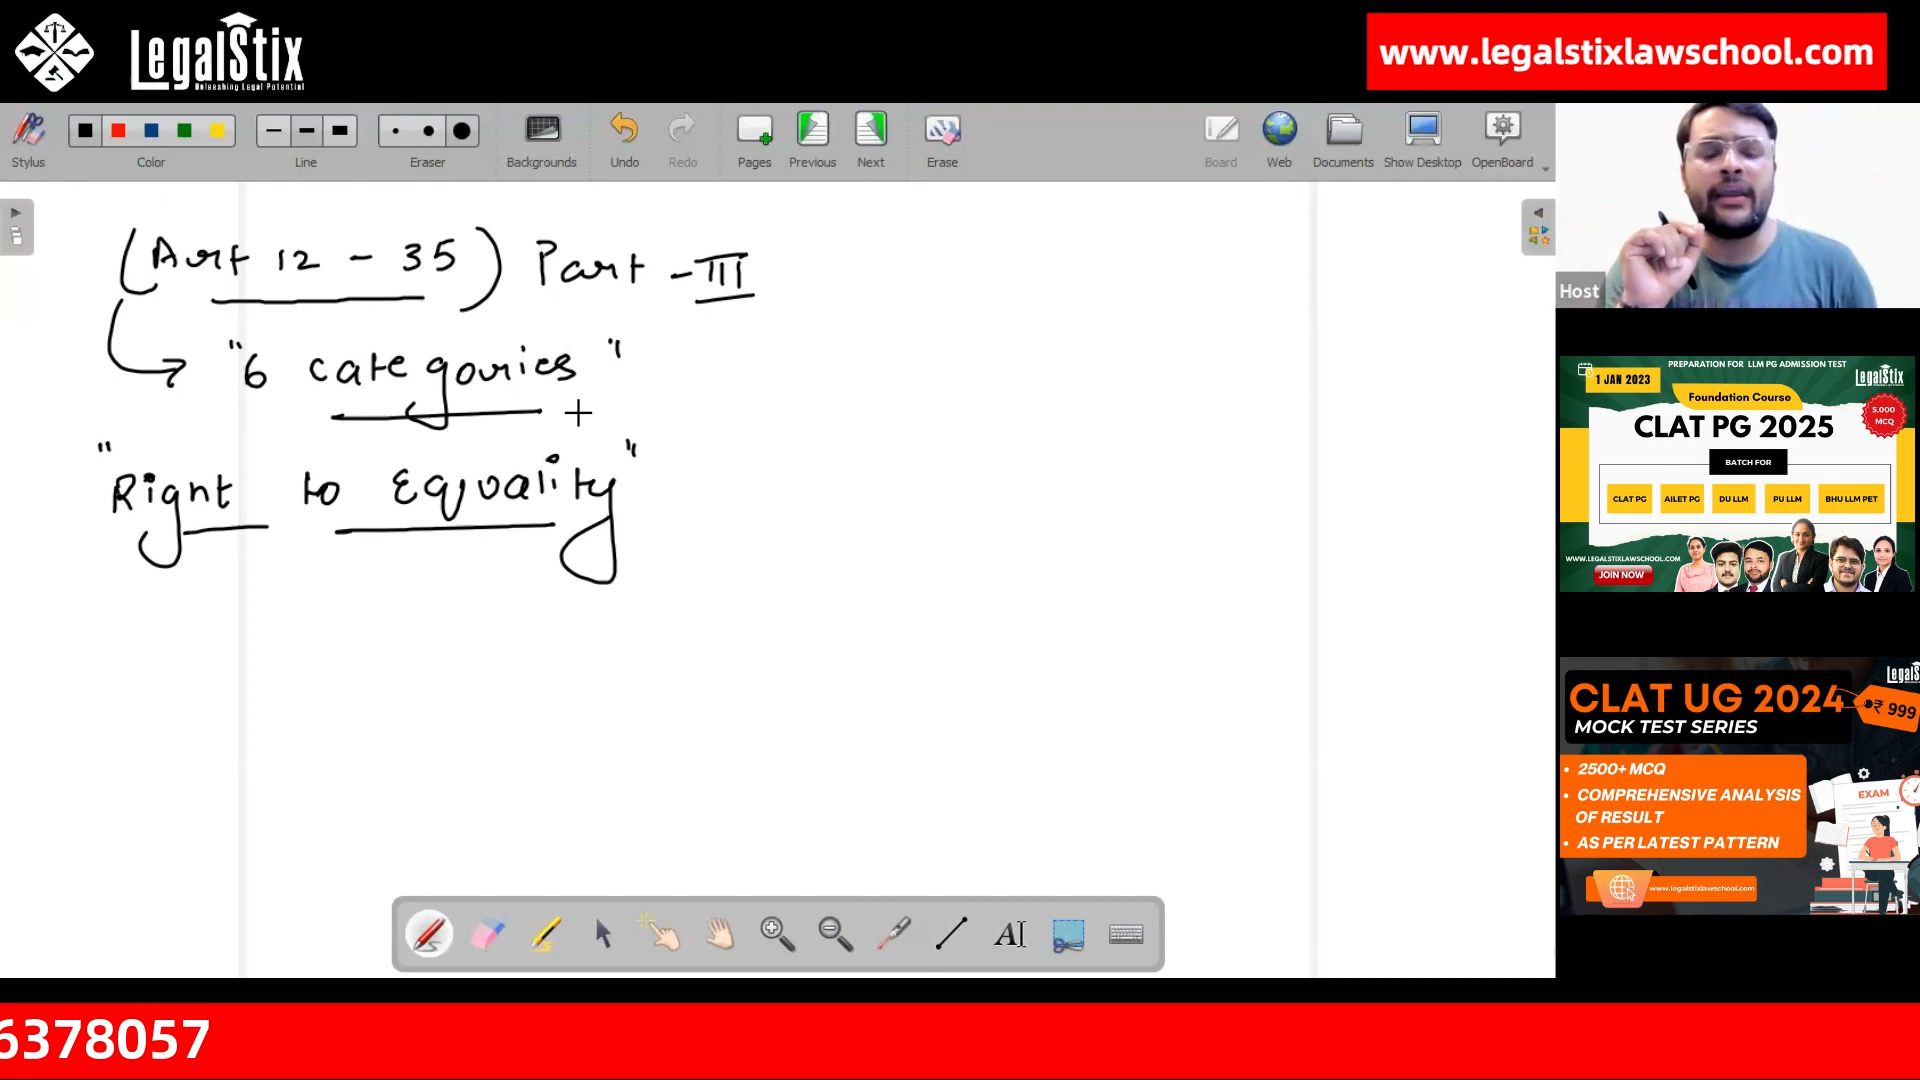 LegalStix
Unleashing Legal Potential
www.legalstixlawschool.com
Stylus
Color
Line
Eraser
Backgrounds
Undo
Redo
Pages
Previous
Next
Erase
Board
Web
Documents
Show Desktop
OpenBoard
(Art 12 - 35) Part - III
"6 categories"
"Right to Equality"
Host
PREPARATION FOR LLM PG ADMISSION TEST
1 JAN 2023
LegalStix
Foundation Course
5,000
MCQ
CLAT PG 2025
BATCH FOR
CLAT PG
AILET PG
DU LLM
PU LLM
BHU LLM PET
WWW.LEGALSTIXLAWSCHOOL.COM
JOIN NOW
LegalS
CLAT UG 2024
₹ 999
MOCK TEST SERIES
• 2500+ MCQ
• COMPREHENSIVE ANALYSIS
OF RESULT
• AS PER LATEST PATTERN
EXAM
www.legalstixlawschool.com
6378057